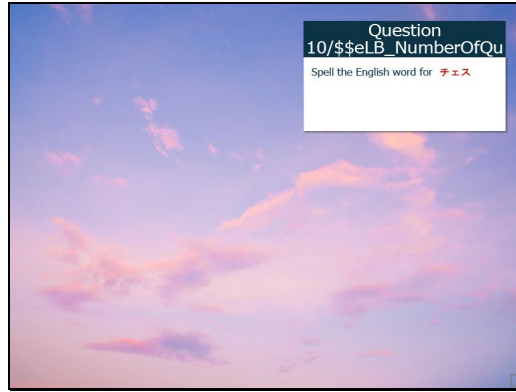 Question
10/$$eLB_NumberOfQu
Spell the English word for チェス